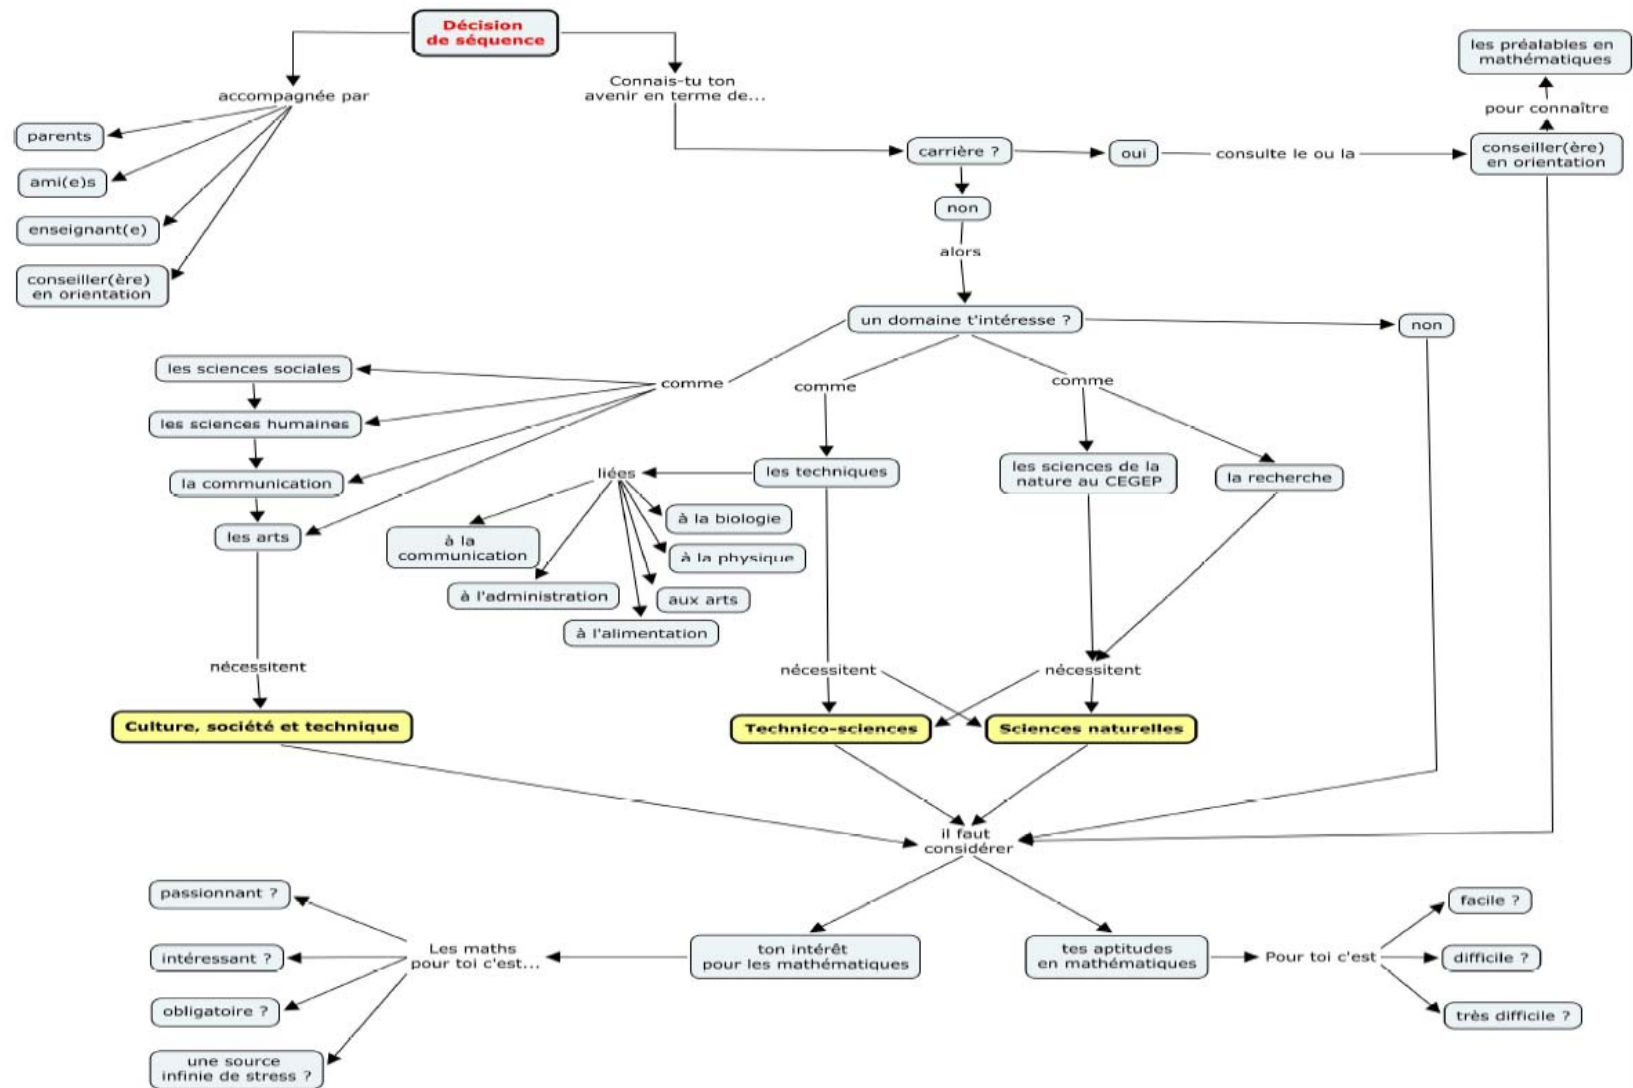 Décision
de séquence
accompagnée par
parents
ami(e)s
enseignant(e)
conseiller(ère)
en orientation
Connais-tu ton
avenir en terme de...
carrière ?
oui
consulte le ou la
conseiller(ère)
en orientation
pour connaître
les préalables en
mathématiques
non
alors
un domaine t'intéresse ?
non
comme
les sciences sociales
les sciences humaines
la communication
les arts
nécessitent
Culture, société et technique
comme
les techniques
liées
à la
communication
à l'administration
à l'alimentation
aux arts
à la physique
à la biologie
nécessitent
Technico-sciences
comme
les sciences de la
nature au CEGEP
la recherche
nécessitent
Sciences naturelles
il faut
considérer
ton intérêt
pour les mathématiques
Les maths
pour toi c'est...
passionnant ?
intéressant ?
obligatoire ?
une source
infinie de stress ?
tes aptitudes
en mathématiques
Pour toi c'est
facile ?
difficile ?
très difficile ?